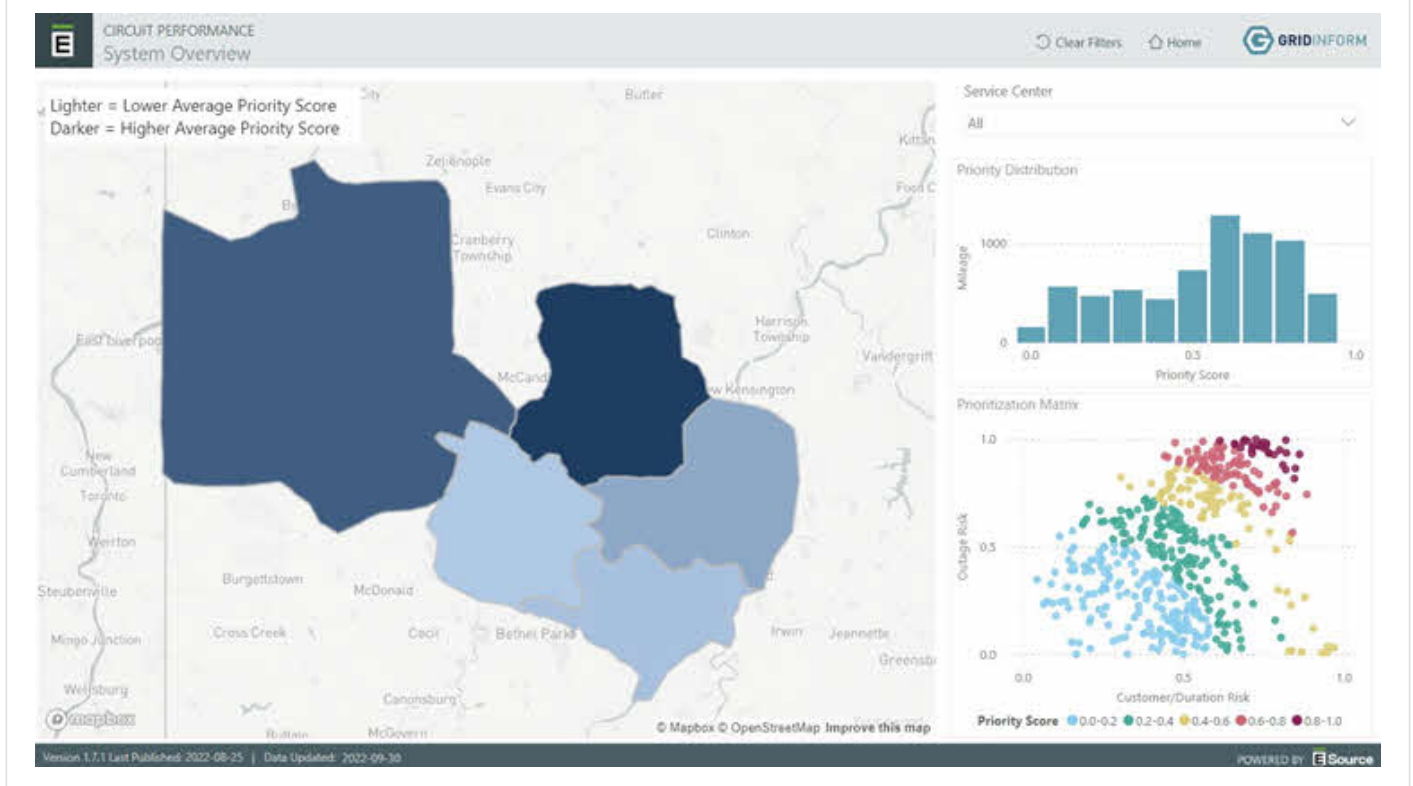 E
CIRCUIT PERFORMANCE
System Overview
Clear Filters
Home
G GRIDINFORM
Lighter = Lower Average Priority Score
Darker = Higher Average Priority Score
City
Butler
Zelienople
Evans City
Clinton
Cranberry
Township
Harrison
Township
East Liverpoo
McCand
ew Kensington
Vandergrift
New
Cumberland
Toronto
Weirton
Steubenville
Burgettstown
McDonald
Mingo Junction
Cross Creek
Cecil
Bethel Park
Irwin
Jeannette
Greensb
Wellsburg
Canonsburg
Buffalo
McGovern
mapbox
© Mapbox © OpenStreetMap Improve this map
Service Center
All
Priority Distribution
Mileage
1000
0
0.0
0.5
1.0
Priority Score
Prioritization Matrix
Outage Risk
1.0
0.5
0.0
0.0
0.5
1.0
Customer/Duration Risk
Priority Score 0.0-0.2 0.2-0.4 0.4-0.6 0.6-0.8 0.8-1.0
Version 1.7.1 Last Published: 2022-08-25 | Data Updated: 2022-09-30
POWERED BY E Source